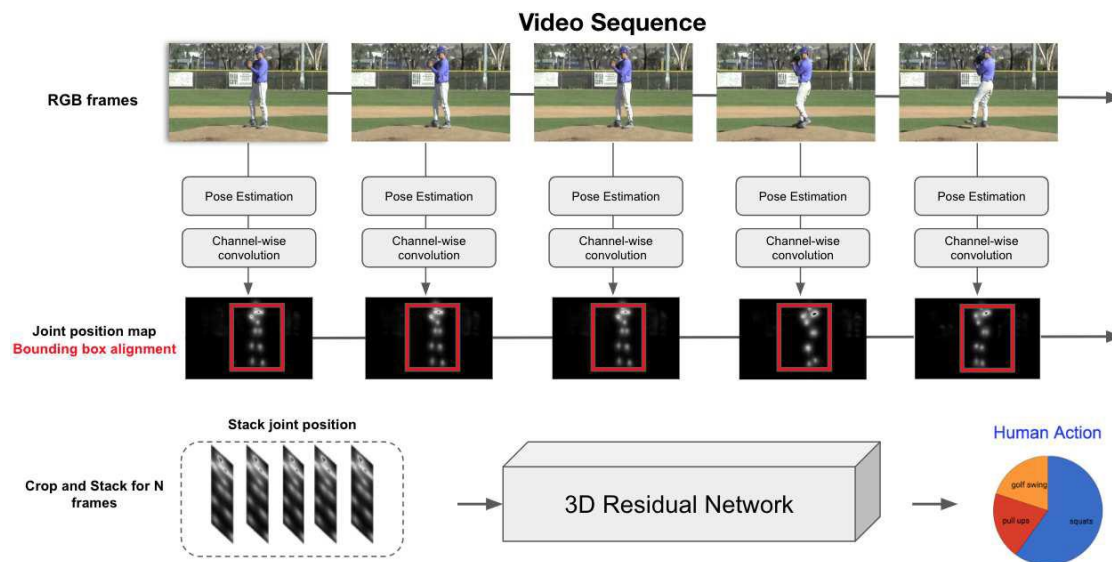 Video Sequence
RGB frames
Pose Estimation
Pose Estimation
Pose Estimation
Pose Estimation
Pose Estimation
Channel-wise
convolution
Channel-wise
convolution
Channel-wise
convolution
Channel-wise
convolution
Channel-wise
convolution
Joint position map
Bounding box alignment
Stack joint position
Crop and Stack for N
frames
3D Residual Network
Human Action
golf swing
pull ups
squats